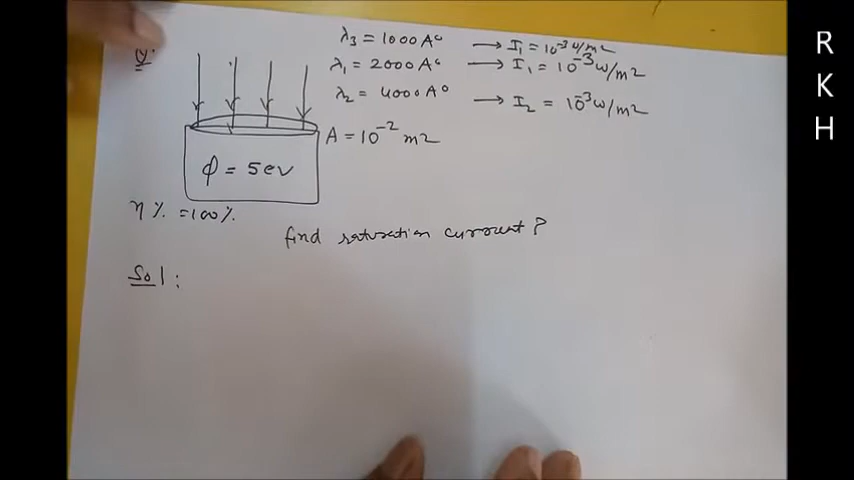 Q.
λ3 = 1000 A° → I1 = 10⁻³ w/m²
λ1 = 2000 A° → I1 = 10⁻³ w/m²
λ2 = 4000 A° → I2 = 10⁻³ w/m²
A = 10⁻² m²
ϕ = 5ev
η % = 100 %
find saturation current ?
Sol :
R
K
H